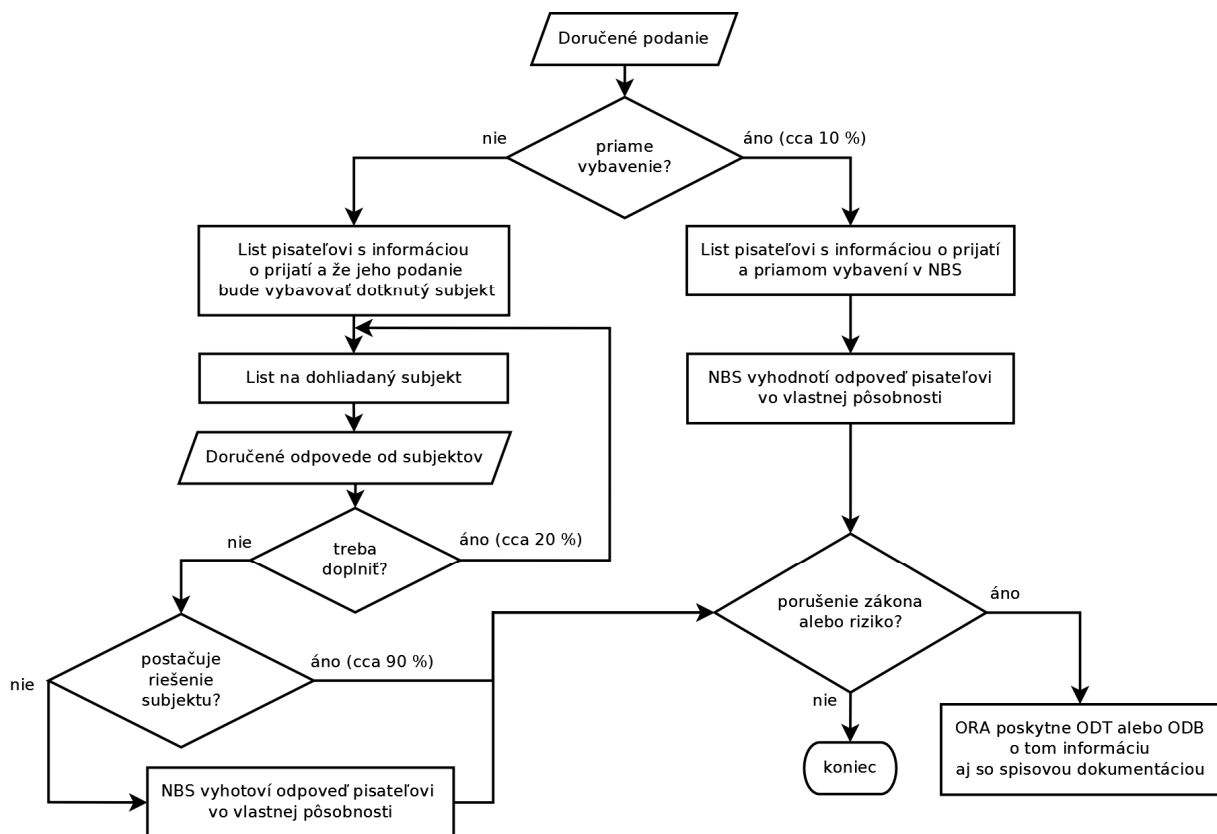 Doručené podanie
nie
áno (cca 10 %)
priame
vybavenie?
List pisateľovi s informáciou
o prijatí a že jeho podanie
bude vybavovať dotknutý subjekt
List pisateľovi s informáciou o prijatí
a priamom vybavení v NBS
List na dohliadaný subjekt
NBS vyhodnotí odpoveď pisateľovi
vo vlastnej pôsobnosti
Doručené odpovede od subjektov
nie
áno (cca 20 %)
treba
doplniť?
porušenie zákona
alebo riziko?
áno
postačuje
riešenie
subjektu?
áno (cca 90 %)
nie
nie
ORA poskytne ODT alebo ODB
o tom informáciu
aj so spisovou dokumentáciou
koniec
NBS vyhotoví odpoveď pisateľovi
vo vlastnej pôsobnosti